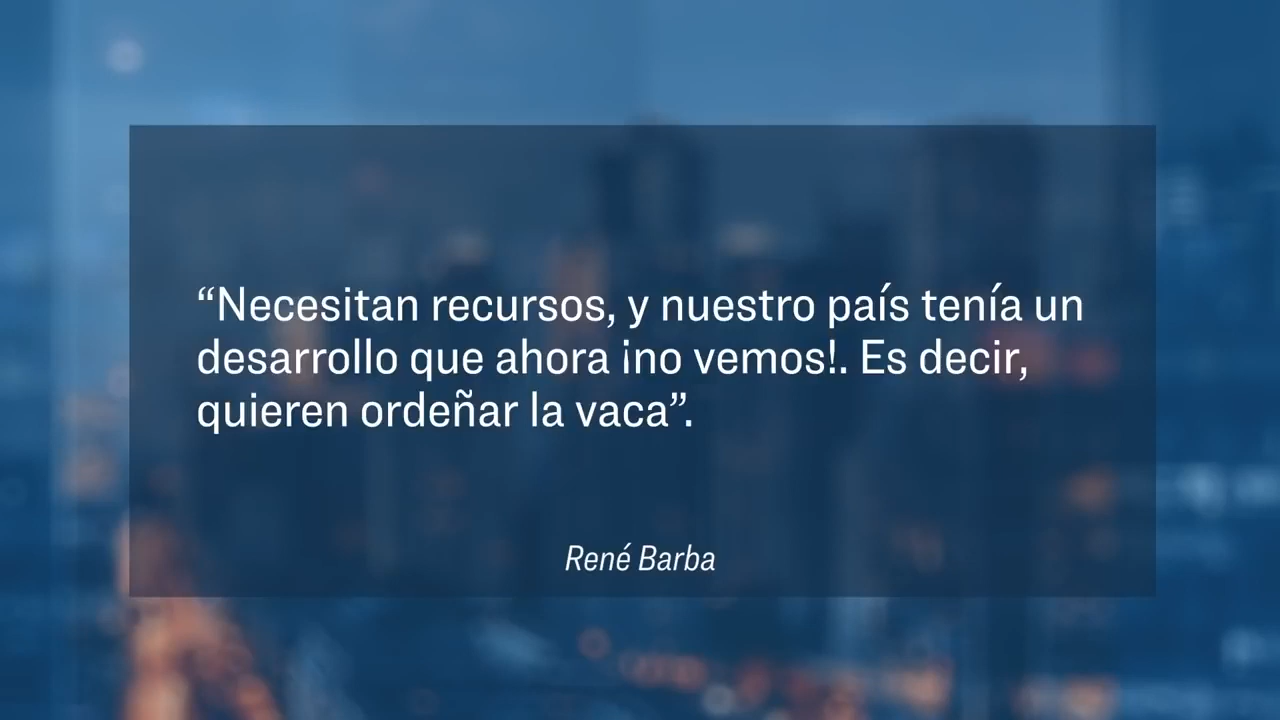 “Necesitan recursos, y nuestro país tenía un
desarrollo que ahora ¡no vemos!. Es decir,
quieren ordeñar la vaca”.
René Barba